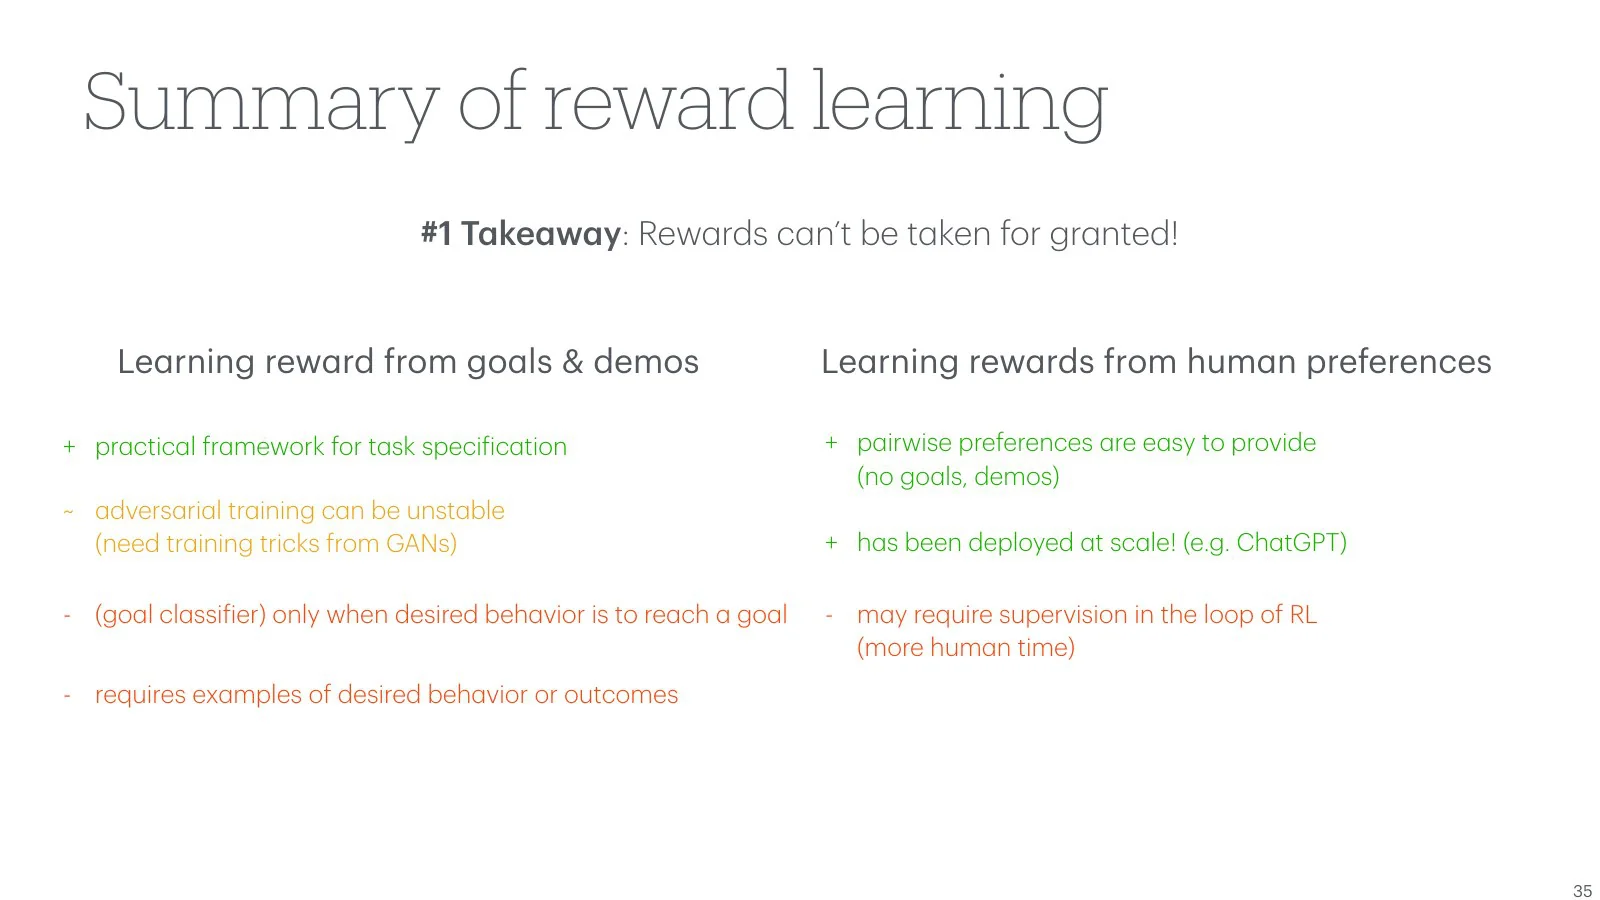 Summary of reward learning
#1 Takeaway: Rewards can’t be taken for granted!
Learning reward from goals & demos
+ practical framework for task specification
~ adversarial training can be unstable
(need training tricks from GANs)
- (goal classifier) only when desired behavior is to reach a goal
- requires examples of desired behavior or outcomes
Learning rewards from human preferences
+ pairwise preferences are easy to provide
(no goals, demos)
+ has been deployed at scale! (e.g. ChatGPT)
- may require supervision in the loop of RL
(more human time)
35